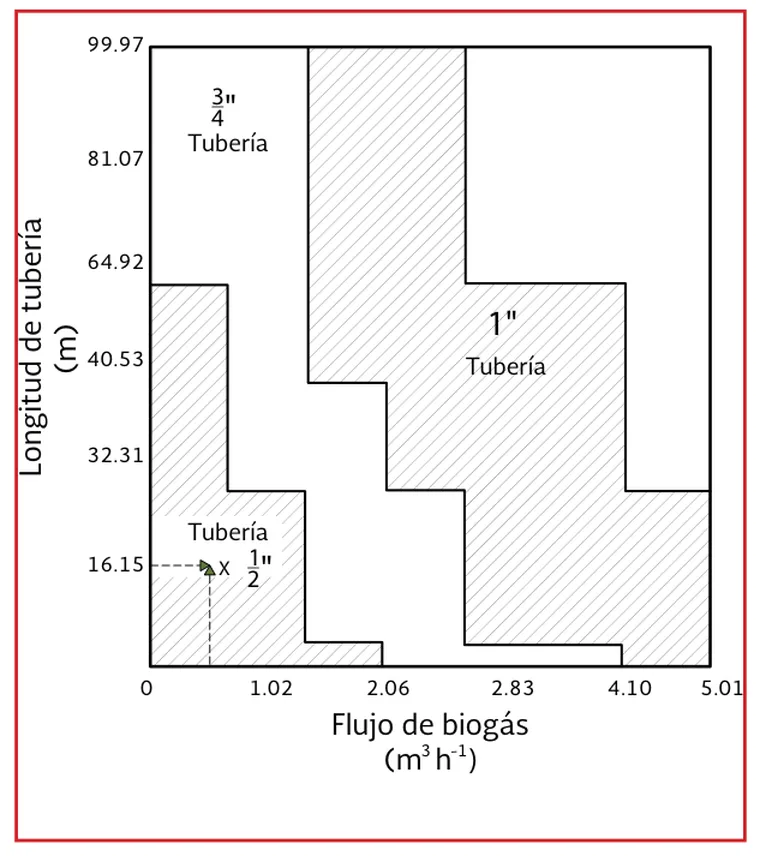 99.97
81.07
64.92
40.53
32.31
16.15
Longitud de tubería
(m)
3/4"
Tubería
1"
Tubería
Tubería
X 1/2"
0 1.02 2.06 2.83 4.10 5.01
Flujo de biogás
(m³ h⁻¹)